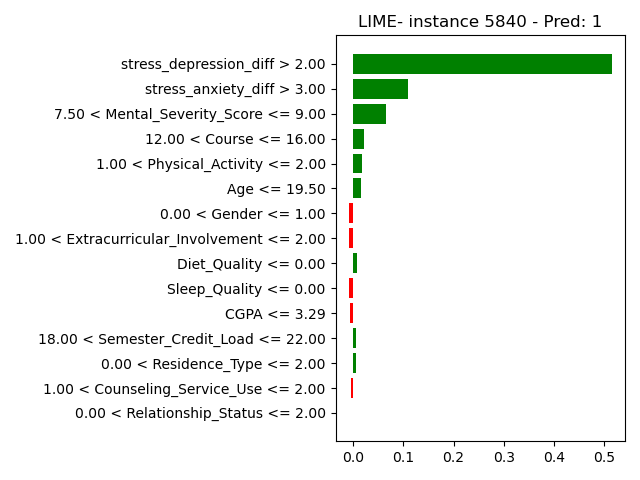 LIME- instance 5840 - Pred: 1
stress_depression_diff > 2.00
stress_anxiety_diff > 3.00
7.50 < Mental_Severity_Score <= 9.00
12.00 < Course <= 16.00
1.00 < Physical_Activity <= 2.00
Age <= 19.50
0.00 < Gender <= 1.00
1.00 < Extracurricular_Involvement <= 2.00
Diet_Quality <= 0.00
Sleep_Quality <= 0.00
CGPA <= 3.29
18.00 < Semester_Credit_Load <= 22.00
0.00 < Residence_Type <= 2.00
1.00 < Counseling_Service_Use <= 2.00
0.00 < Relationship_Status <= 2.00
0.0 0.1 0.2 0.3 0.4 0.5